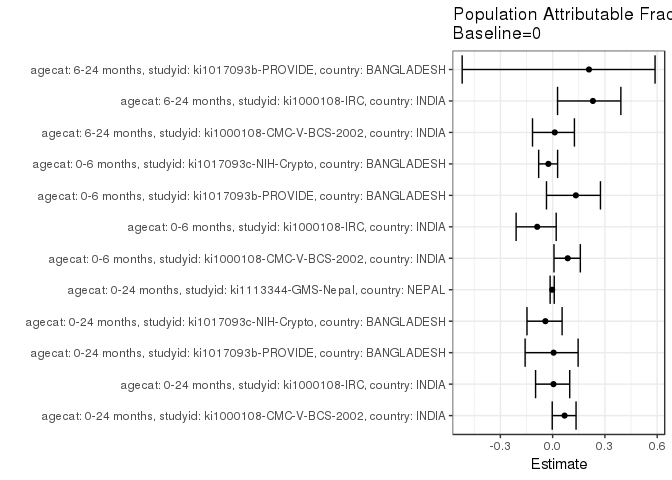 Population Attributable Frac
Baseline=0
agecat: 6-24 months, studyid: ki1017093b-PROVIDE, country: BANGLADESH
agecat: 6-24 months, studyid: ki1000108-IRC, country: INDIA
agecat: 6-24 months, studyid: ki1000108-CMC-V-BCS-2002, country: INDIA
agecat: 0-6 months, studyid: ki1017093c-NIH-Crypto, country: BANGLADESH
agecat: 0-6 months, studyid: ki1017093b-PROVIDE, country: BANGLADESH
agecat: 0-6 months, studyid: ki1000108-IRC, country: INDIA
agecat: 0-6 months, studyid: ki1000108-CMC-V-BCS-2002, country: INDIA
agecat: 0-24 months, studyid: ki1113344-GMS-Nepal, country: NEPAL
agecat: 0-24 months, studyid: ki1017093c-NIH-Crypto, country: BANGLADESH
agecat: 0-24 months, studyid: ki1017093b-PROVIDE, country: BANGLADESH
agecat: 0-24 months, studyid: ki1000108-IRC, country: INDIA
agecat: 0-24 months, studyid: ki1000108-CMC-V-BCS-2002, country: INDIA
-0.3 0.0 0.3 0.6
Estimate